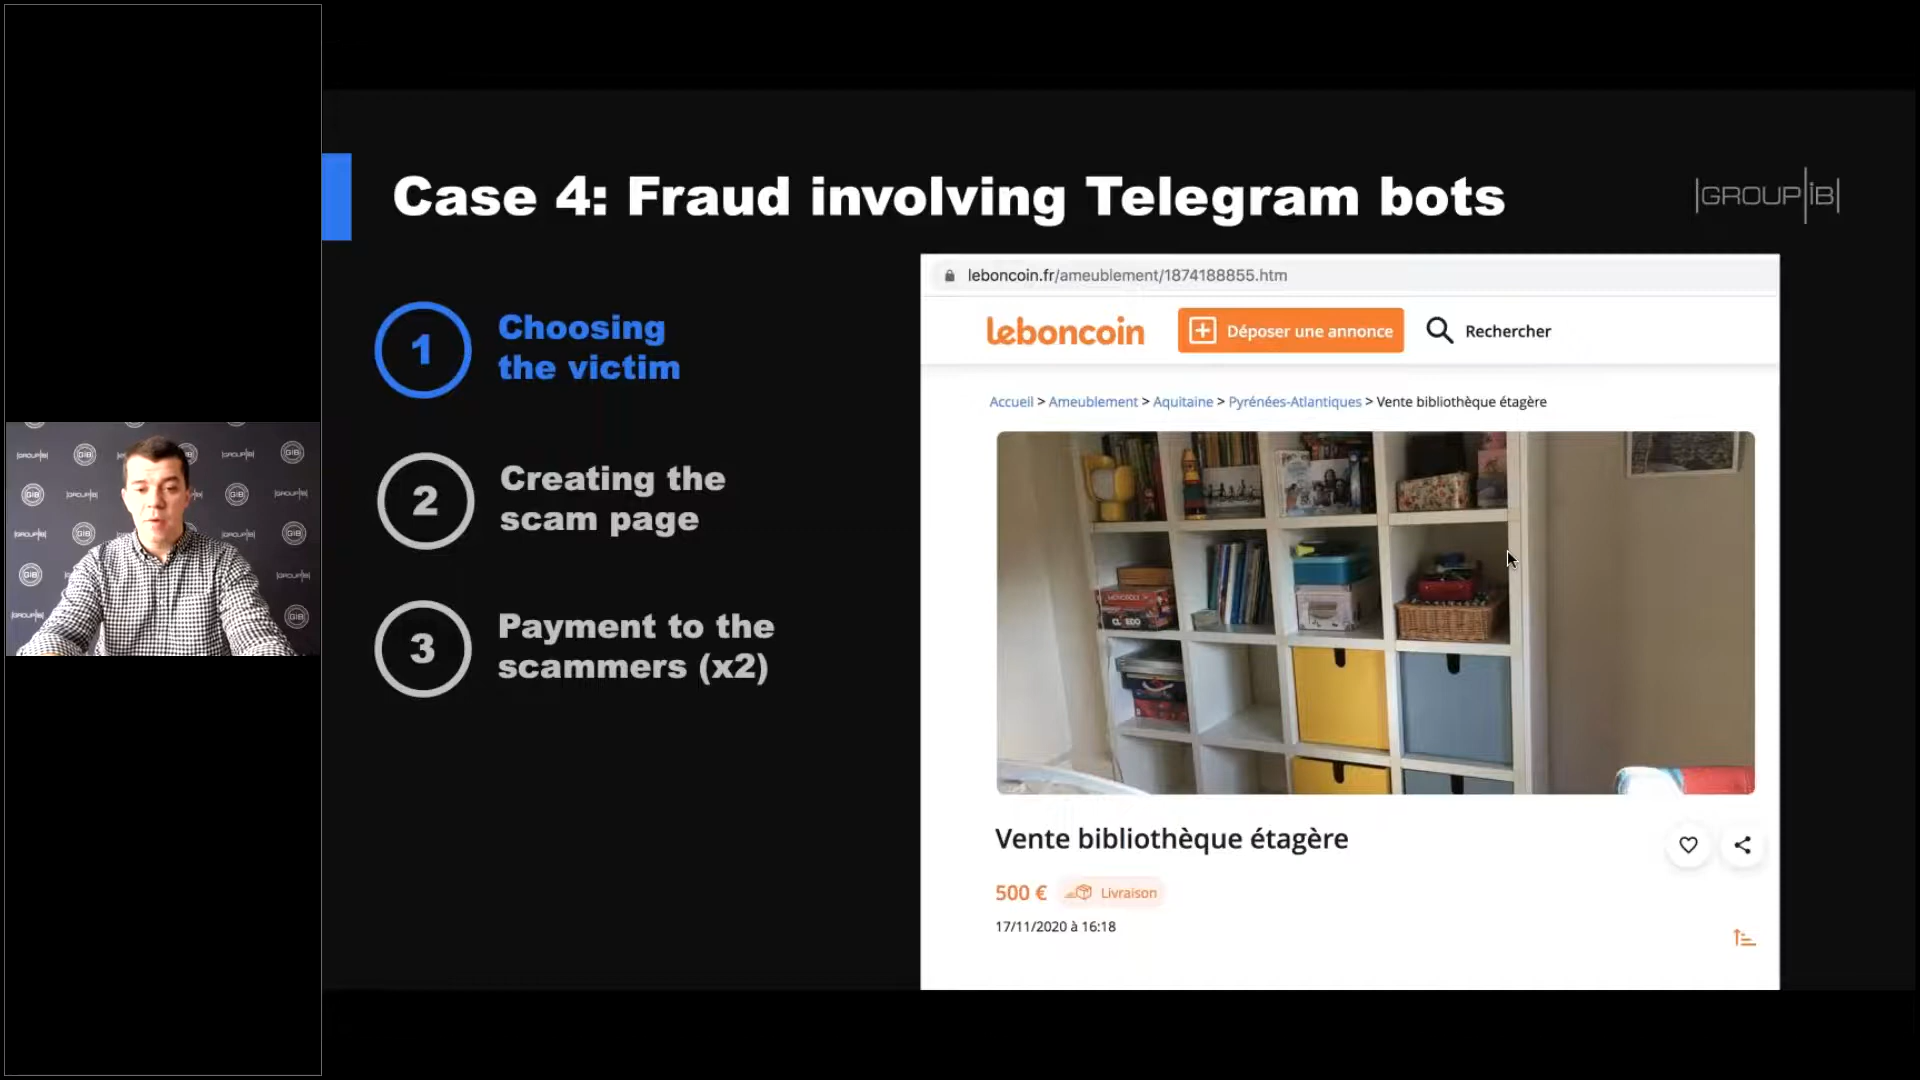 Case 4: Fraud involving Telegram bots
|GROUP|iB|
1
Choosing
the victim
2
Creating the
scam page
3
Payment to the
scammers (x2)
leboncoin.fr/ameublement/1874188855.htm
leboncoin
Déposer une annonce
Rechercher
Accueil > Ameublement > Aquitaine > Pyrénées-Atlantiques > Vente bibliothèque étagère
Vente bibliothèque étagère
500 €
Livraison
17/11/2020 à 16:18